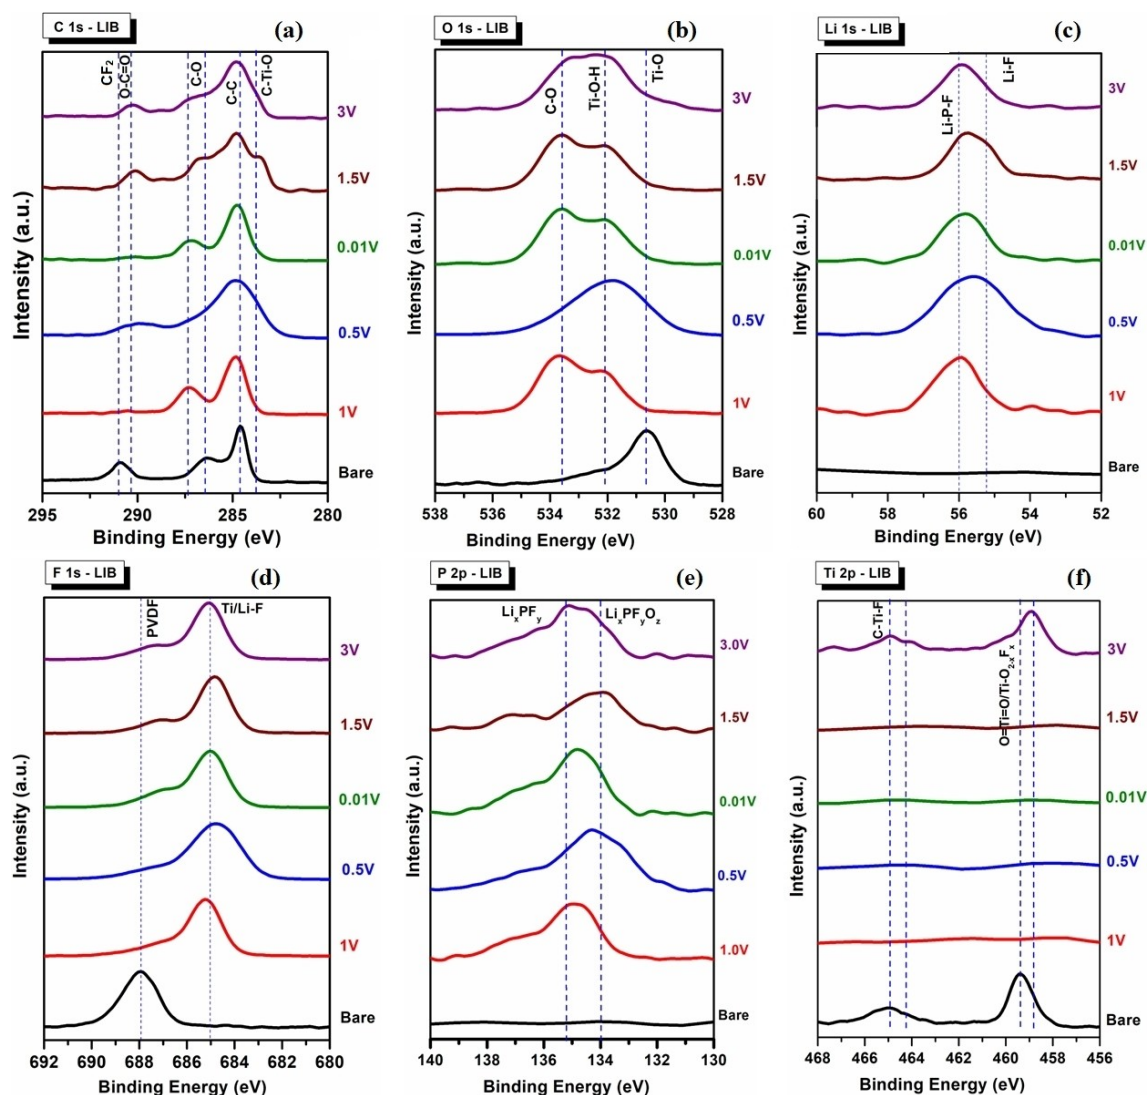 C 1s - LIB
(a)
CF2
O-C=O
C-O
C-C
C-Ti-O
3V
1.5V
0.01V
0.5V
1V
Bare
Intensity (a.u.)
295 290 285 280
Binding Energy (eV)
O 1s - LIB
(b)
C-O
Ti-O-H
Ti-O
3V
1.5V
0.01V
0.5V
1V
Bare
Intensity (a.u.)
538 536 534 532 530 528
Binding Energy (eV)
Li 1s - LIB
(c)
Li-P-F
Li-F
3V
1.5V
0.01V
0.5V
1V
Bare
Intensity (a.u.)
60 58 56 54 52
Binding Energy (eV)
F 1s - LIB
(d)
PVDF
Ti/Li-F
3V
1.5V
0.01V
0.5V
1V
Bare
Intensity (a.u.)
692 690 688 686 684 682 680
Binding Energy (eV)
P 2p - LIB
(e)
LixPFy
LixPFyOz
3.0V
1.5V
0.01V
0.5V
1.0V
Bare
Intensity (a.u.)
140 138 136 134 132 130
Binding Energy (eV)
Ti 2p - LIB
(f)
C-Ti-F
O=Ti=O/Ti-O2-xFx
3V
1.5V
0.01V
0.5V
1V
Bare
Intensity (a.u.)
468 466 464 462 460 458 456
Binding Energy (eV)